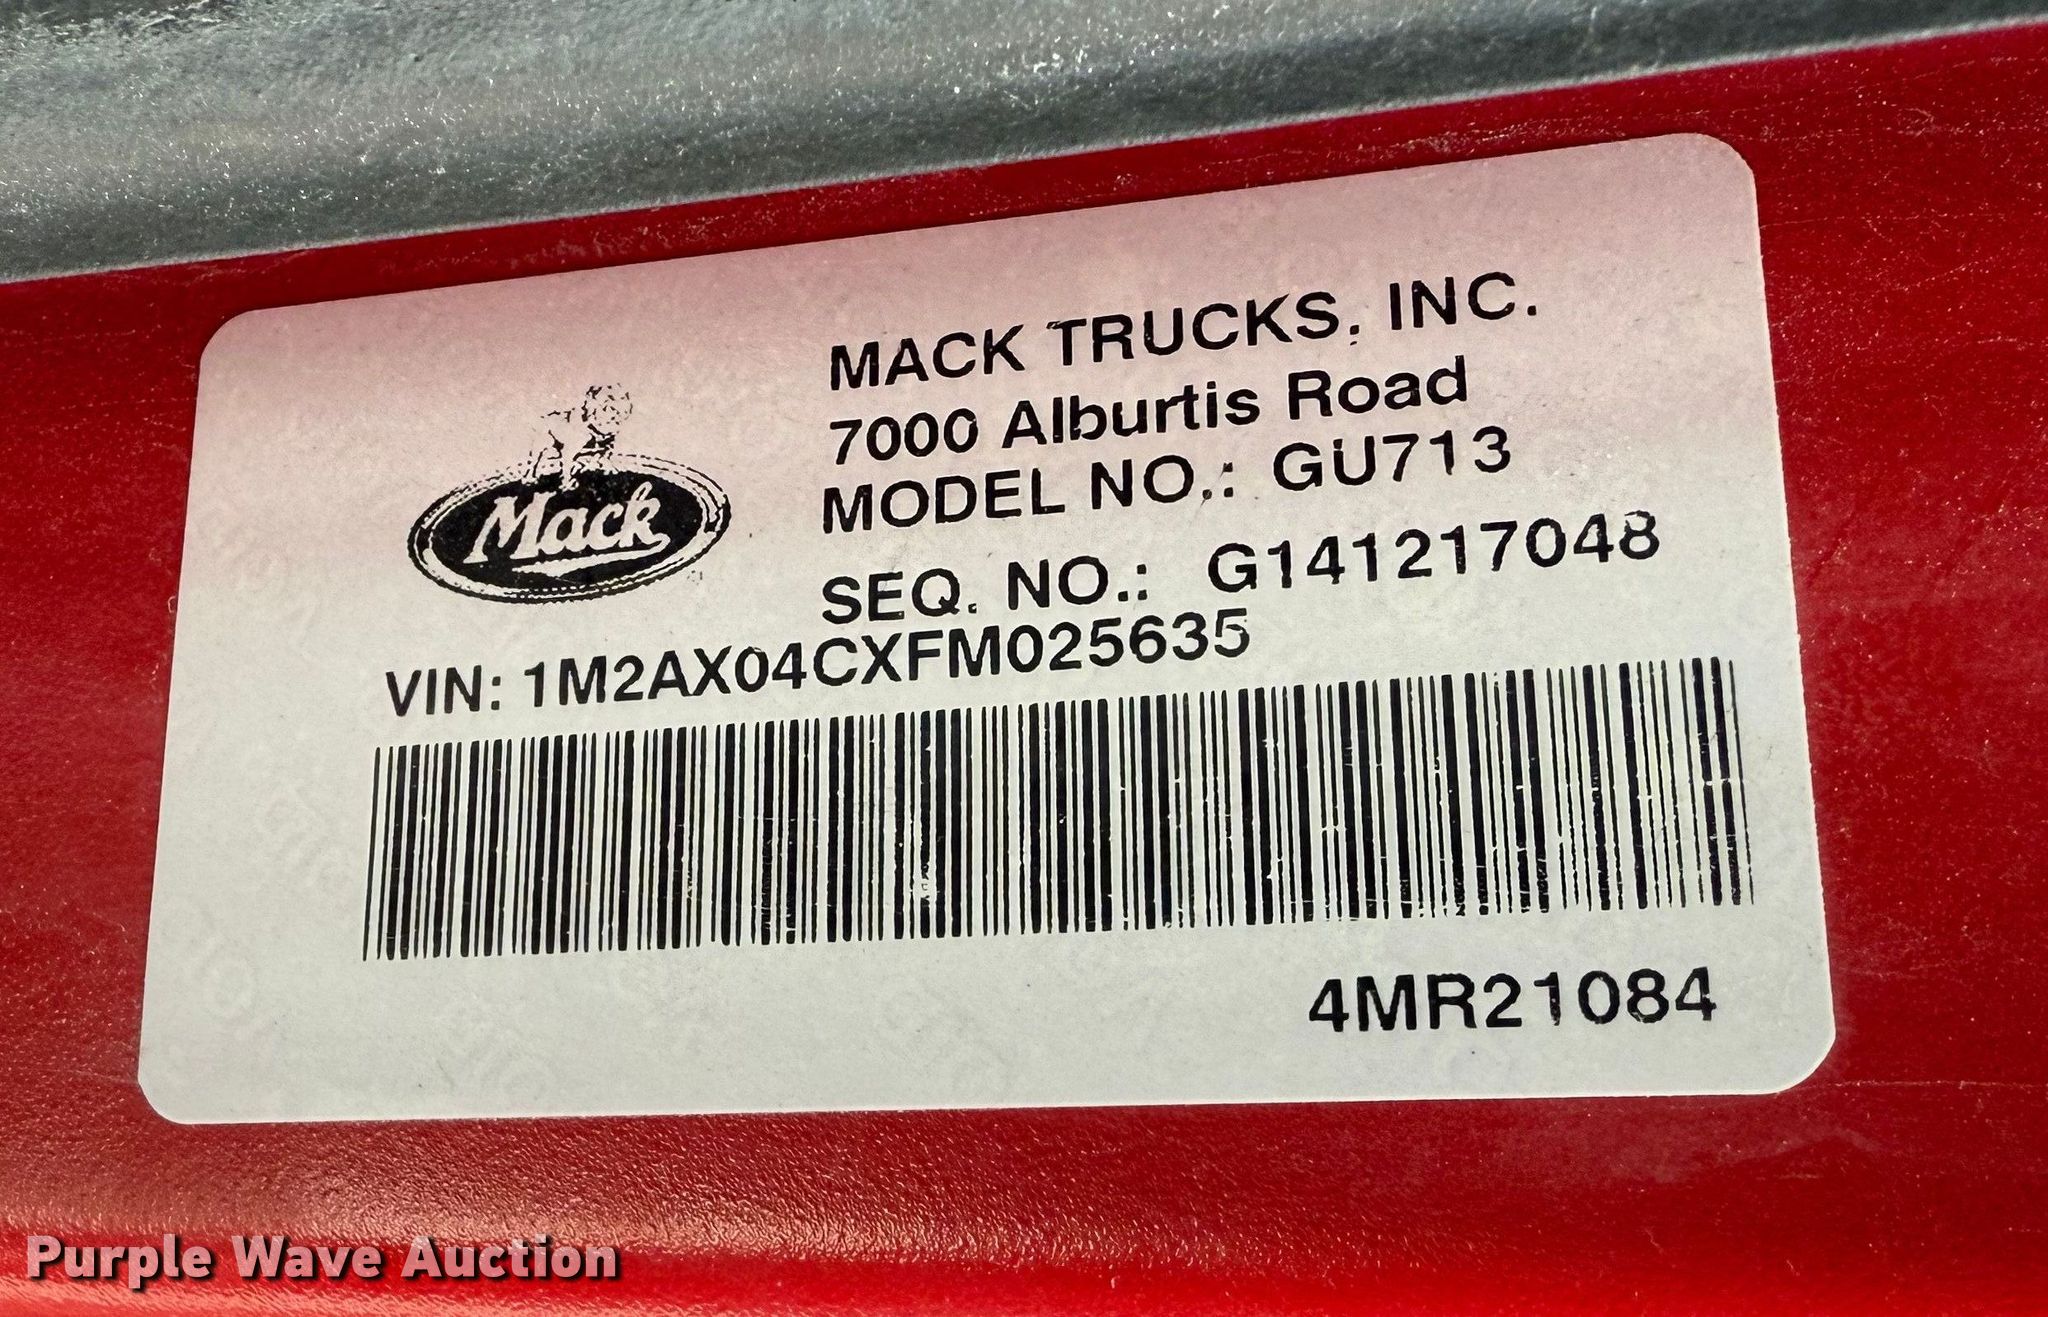 MACK TRUCKS, INC.
7000 Alburtis Road
MODEL NO.: GU713
SEQ. NO.: G141217048
Mack
VIN: 1M2AX04CXFM025635
4MR21084
Purple Wave Auction